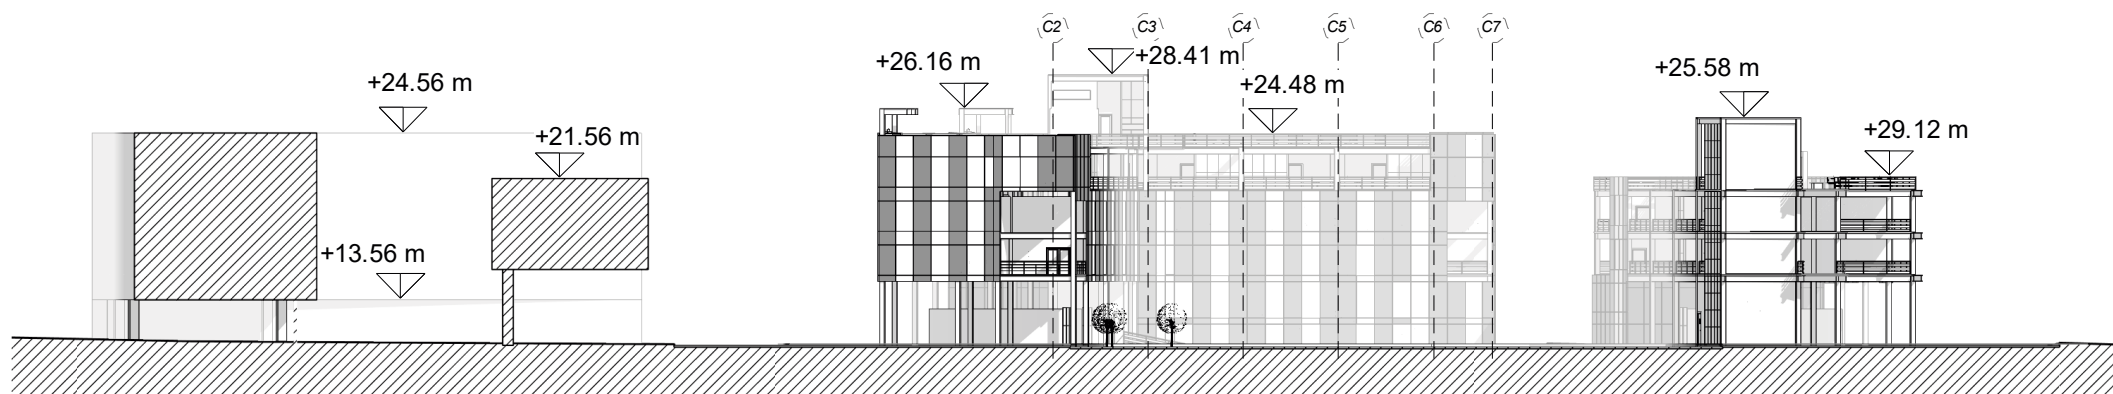 C2 C3 C4 C5 C6 C7
+28.41 m
+26.16 m
+25.58 m
+24.56 m
+24.48 m
+29.12 m
+21.56 m
+13.56 m